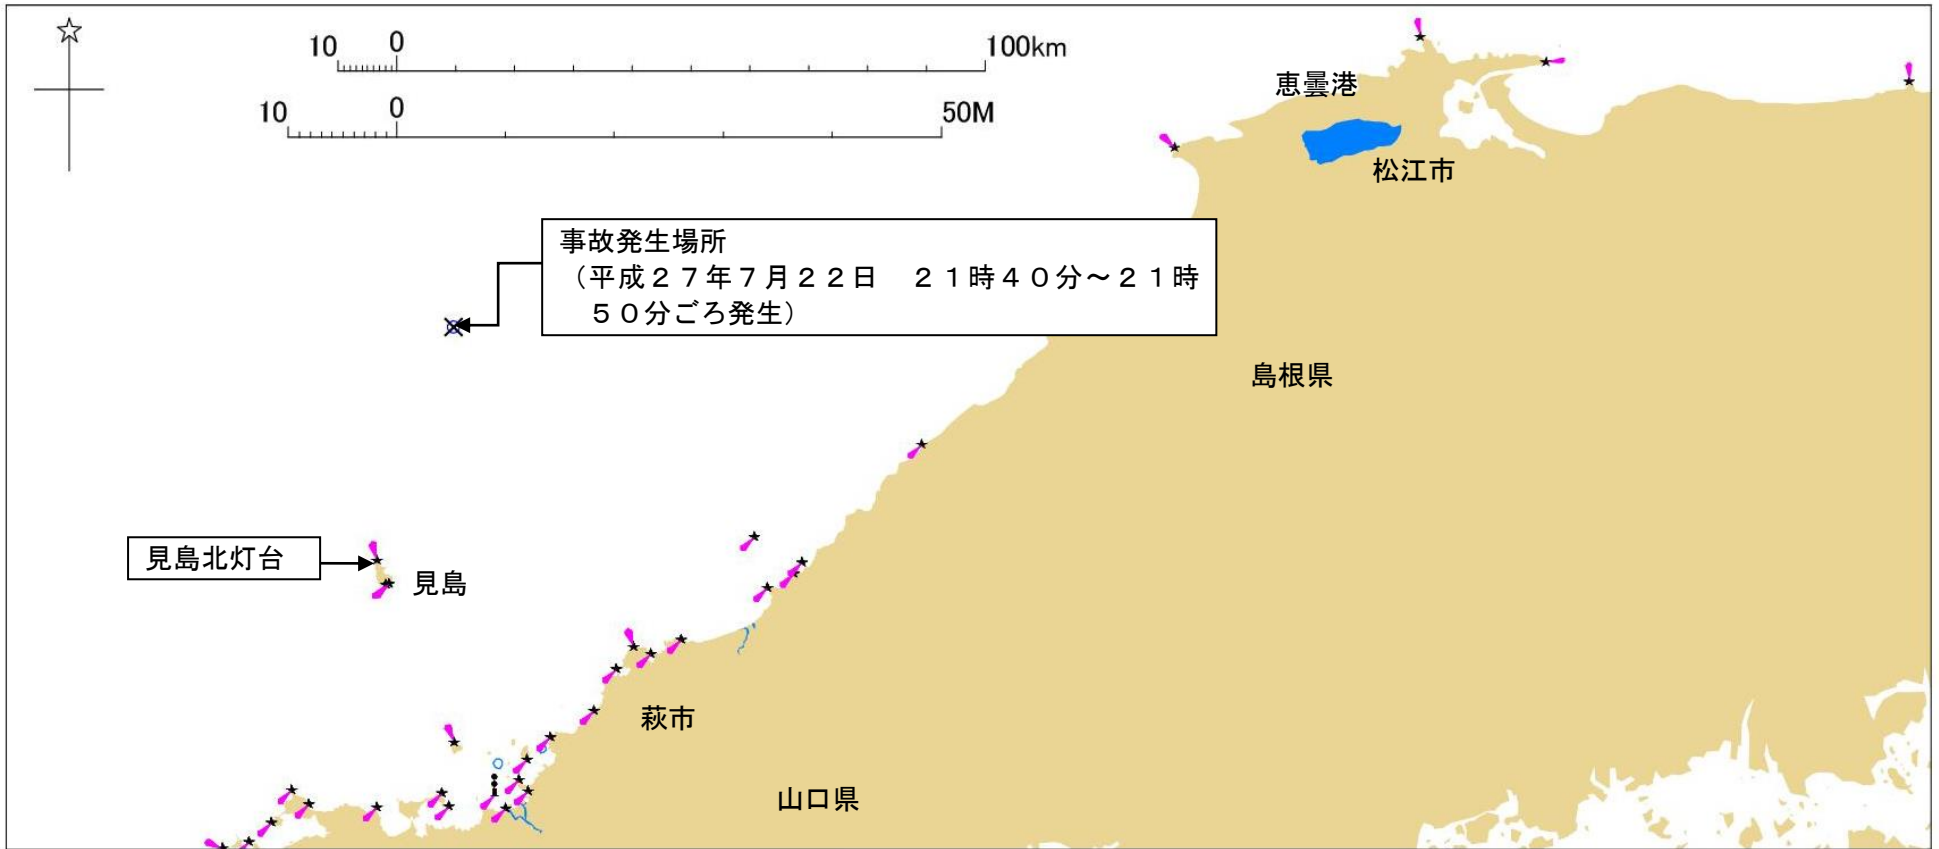 10 0 100km
10 0 50M
恵曇港
松江市
事故発生場所
（平成２７年７月２２日　２１時４０分～２１時
５０分ごろ発生）
島根県
見島北灯台
見島
萩市
山口県